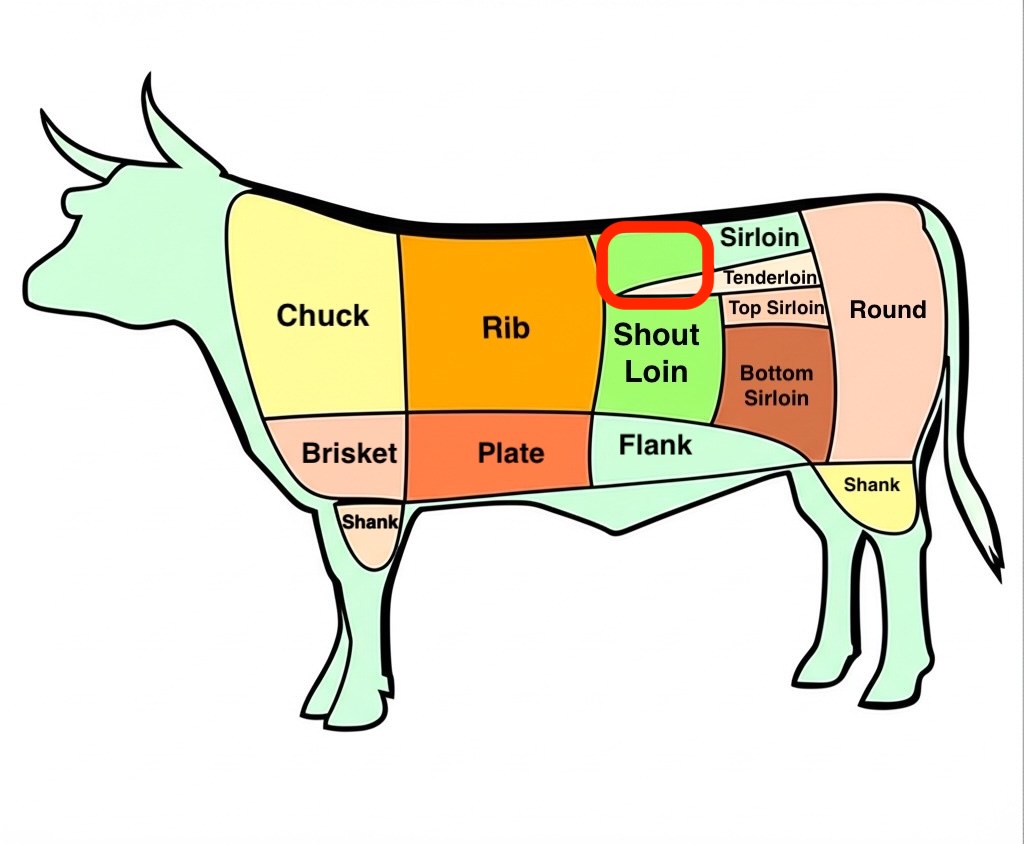 Sirloin
Tenderloin
Top Sirloin
Round
Chuck
Rib
Shout
Loin
Bottom
Sirloin
Brisket
Plate
Flank
Shank
Shank